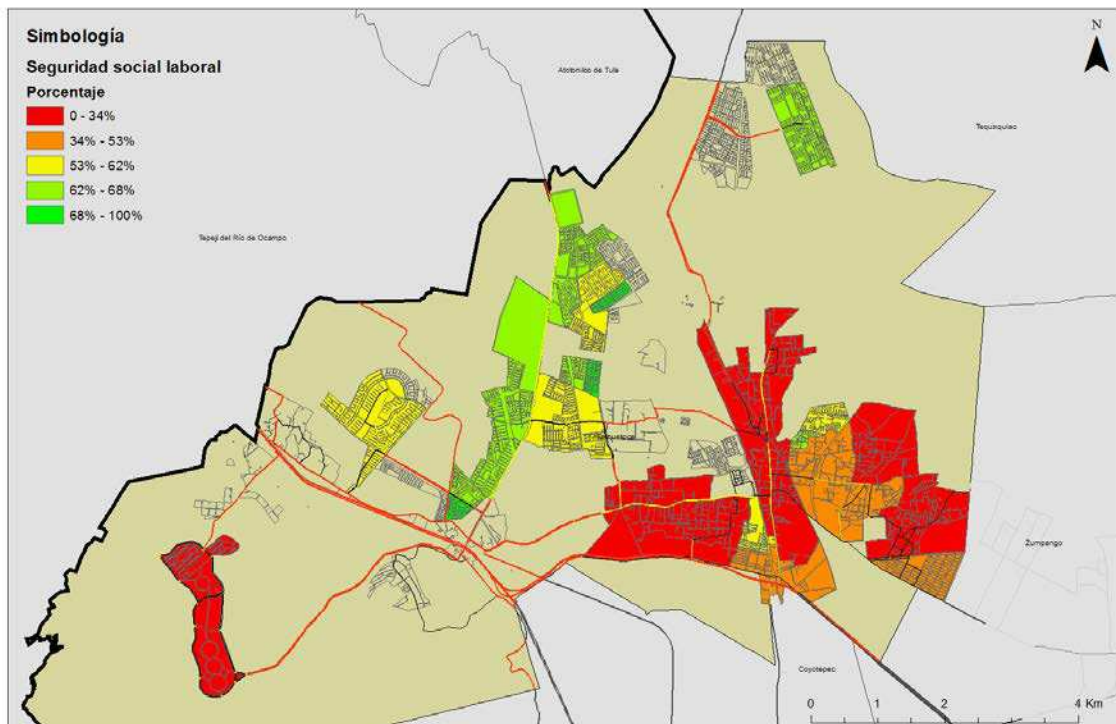 Simbología
Seguridad social laboral
Porcentaje
0 - 34%
34% - 53%
53% - 62%
62% - 68%
68% - 100%
N
Atotonilco de Tula
Tequixquiac
Tepeji del Río de Ocampo
Zumpango
Coyotepec
0 1 2 4 Km